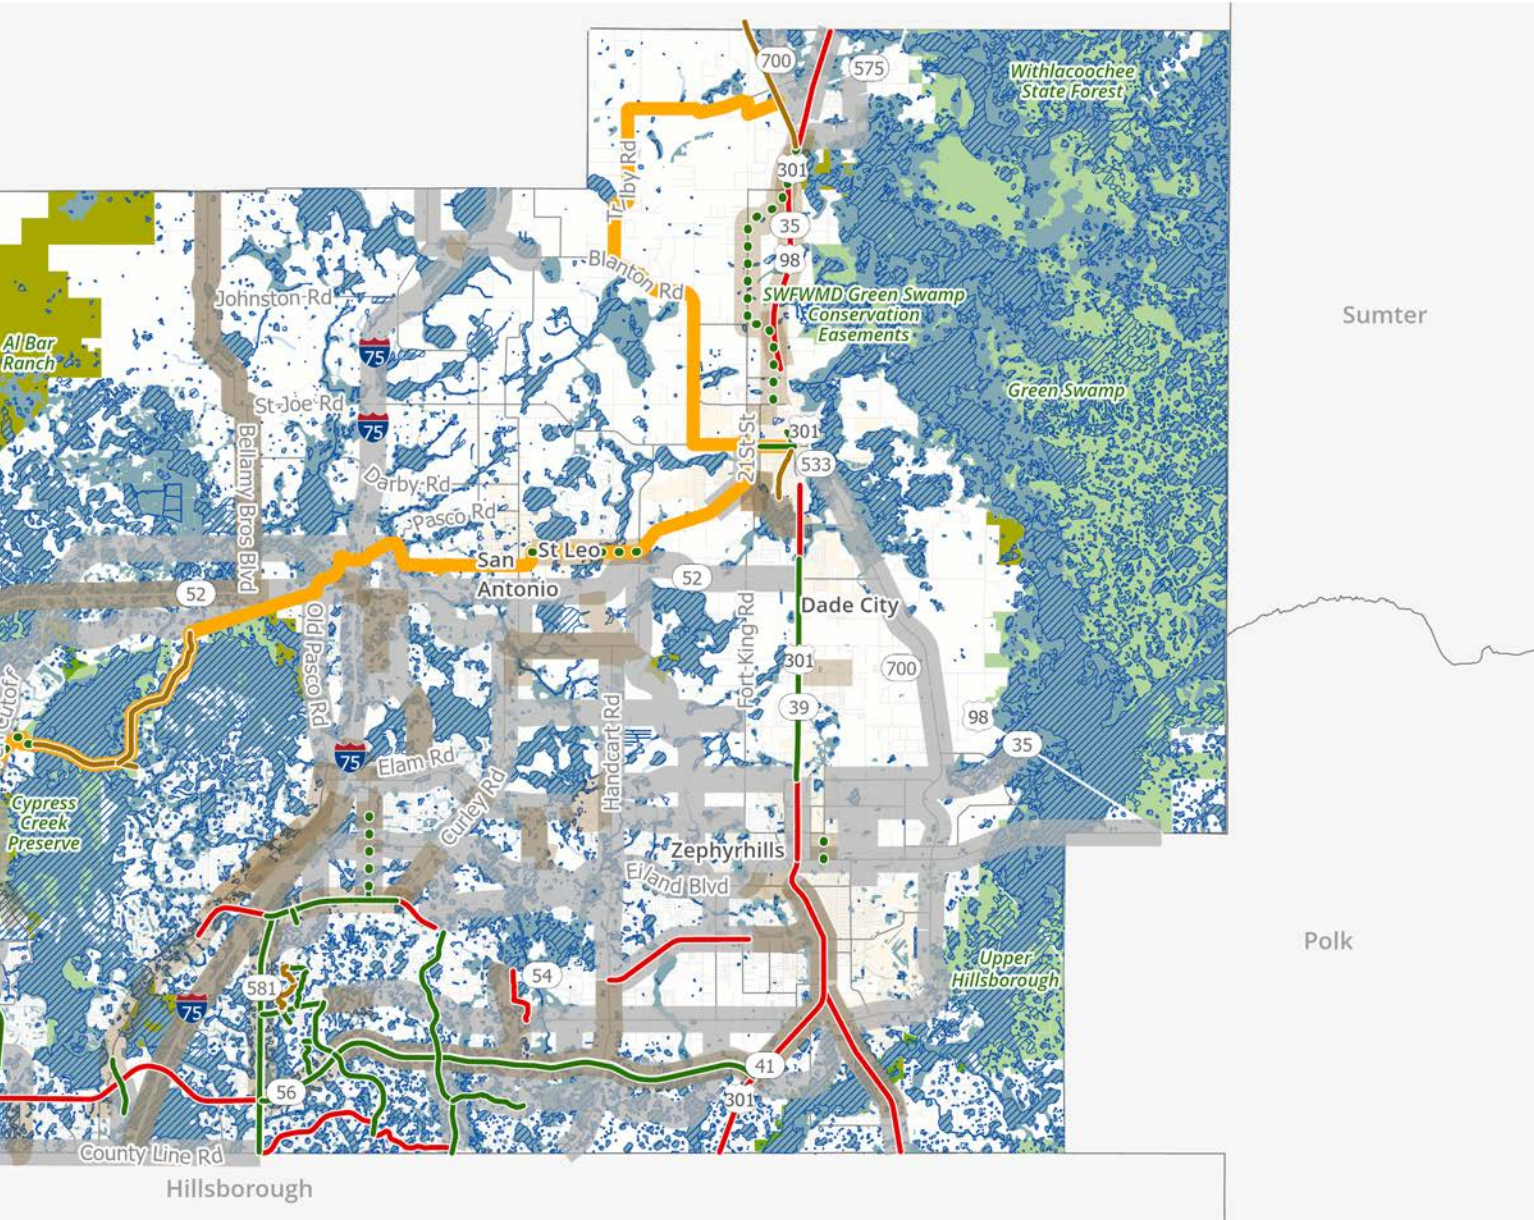 700
575
Withlacoochee
State Forest
301
Trilby Rd
35
98
Blanton Rd
SWFWMD Green Swamp
Conservation
Easements
Johnston Rd
Sumter
Al Bar
Ranch
75
Green Swamp
St Joe Rd
75
301
21St St
533
Bellamy Bros Blvd
Darby Rd
Pasco Rd
San
Antonio
St Leo
52
52
Dade City
Old Pasco Rd
Fort King Rd
301
700
39
98
35
Handcart Rd
75
Elam Rd
Curley Rd
Cypress
Creek
Preserve
Zephyrhills
Eiland Blvd
Polk
Upper
Hillsborough
54
581
75
41
56
301
County Line Rd
Hillsborough